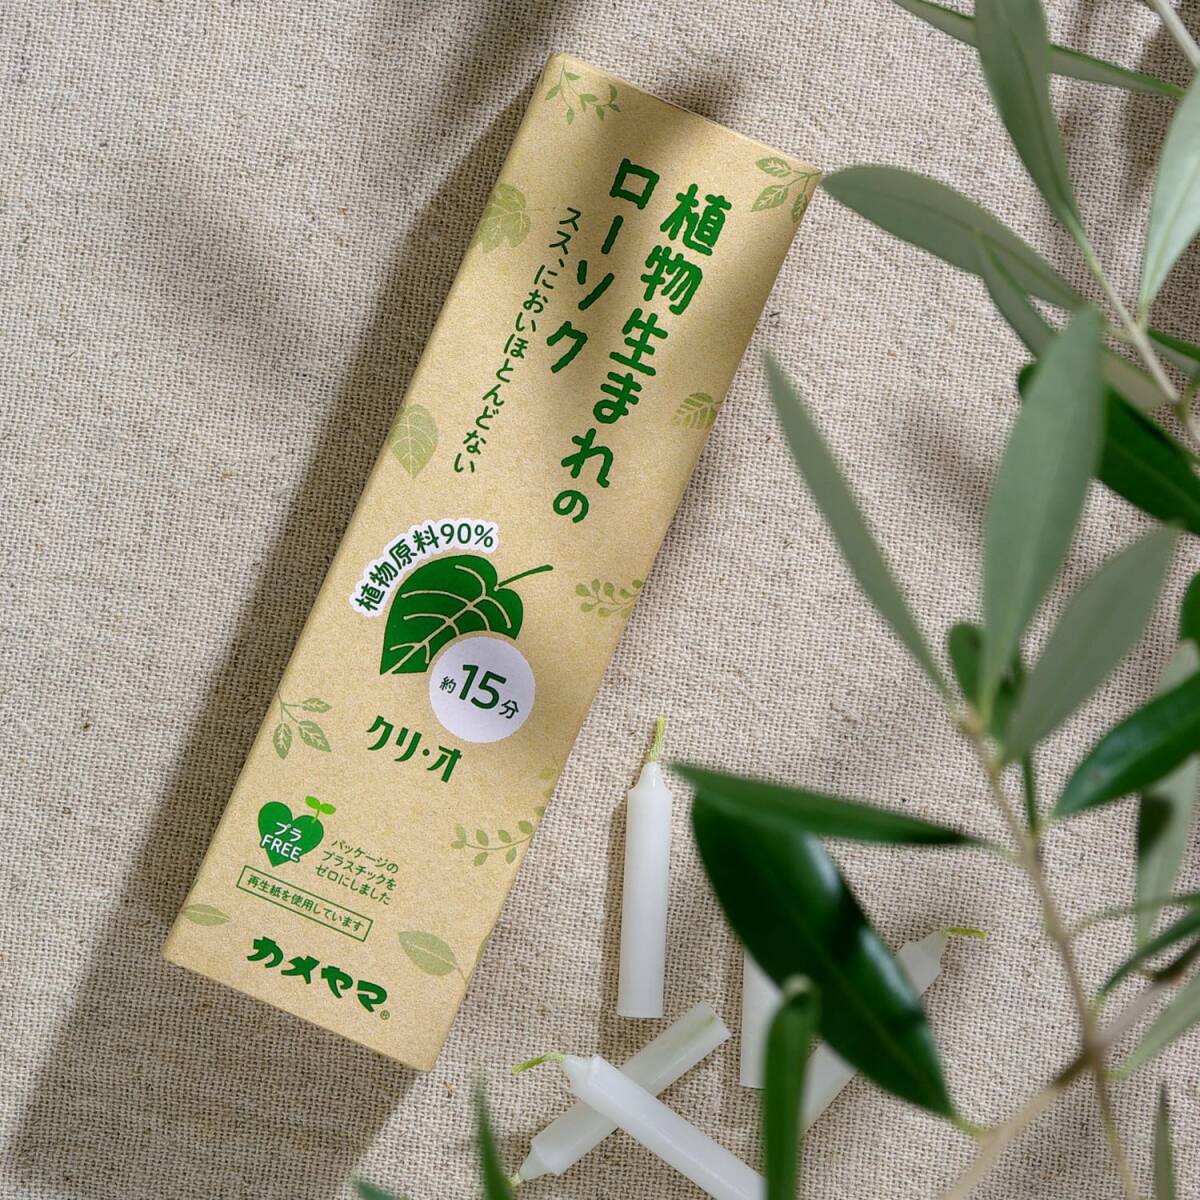 植物生まれの
ローソク
スス、においほとんどない
植物原料90%
約15分
クリ・オ
プラ
FREE
パッケージの
プラスチックを
ゼロにしました
再生紙を使用しています
カメヤマ®